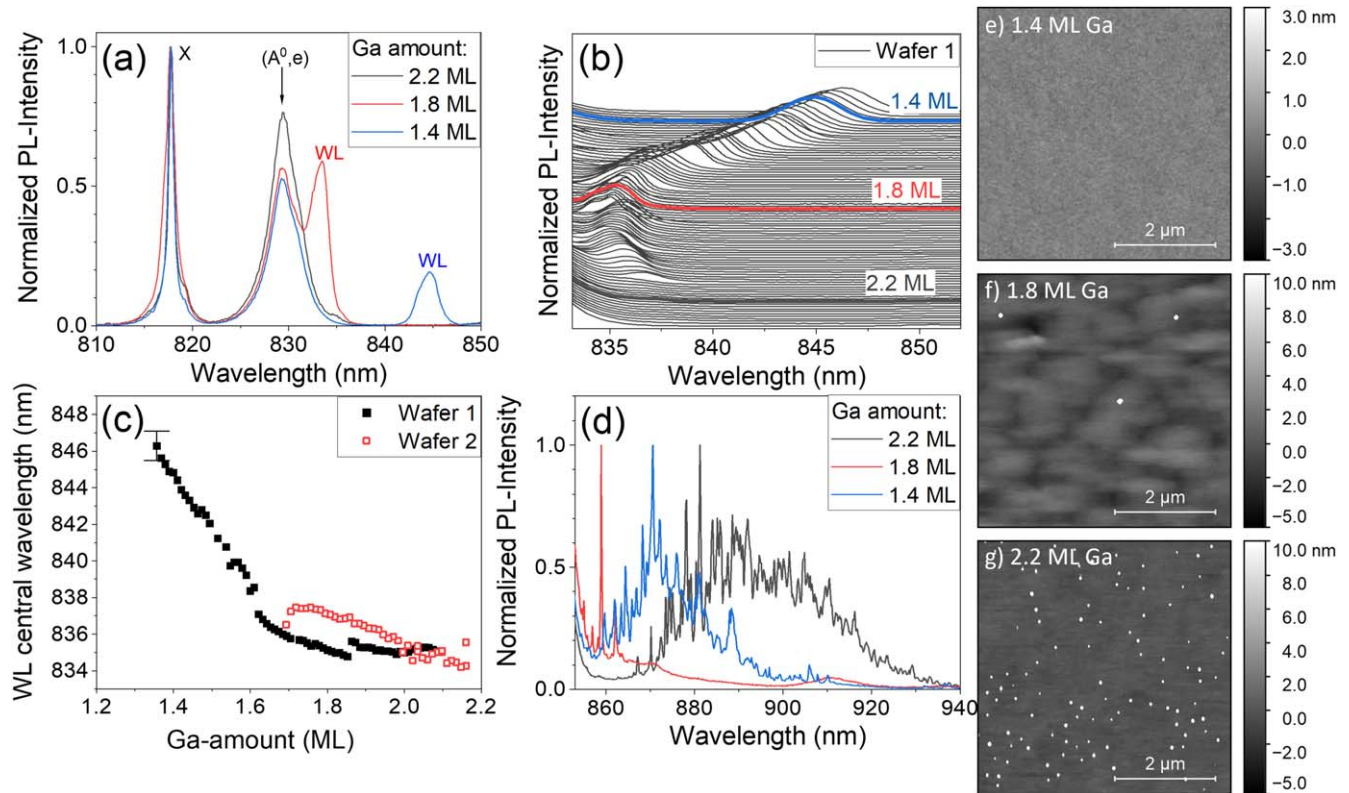 (a)
X
(A⁰,e)
Ga amount:
2.2 ML
1.8 ML
1.4 ML
WL
WL
1.0
0.5
0.0
Normalized PL-Intensity
810 820 830 840 850
Wavelength (nm)
(b)
Wafer 1
1.4 ML
1.8 ML
2.2 ML
Normalized PL-Intensity
835 840 845 850
Wavelength (nm)
(c)
Wafer 1
Wafer 2
848
846
844
842
840
838
836
834
WL central wavelength (nm)
1.2 1.4 1.6 1.8 2.0 2.2
Ga-amount (ML)
(d)
Ga amount:
2.2 ML
1.8 ML
1.4 ML
1.0
0.5
0.0
Normalized PL-Intensity
860 880 900 920 940
Wavelength (nm)
e) 1.4 ML Ga
2 µm
3.0 nm
2.0
1.0
0.0
−1.0
−3.0
f) 1.8 ML Ga
2 µm
10.0 nm
8.0
6.0
4.0
2.0
0.0
−2.0
−5.0
g) 2.2 ML Ga
2 µm
10.0 nm
8.0
6.0
4.0
2.0
0.0
−2.0
−5.0